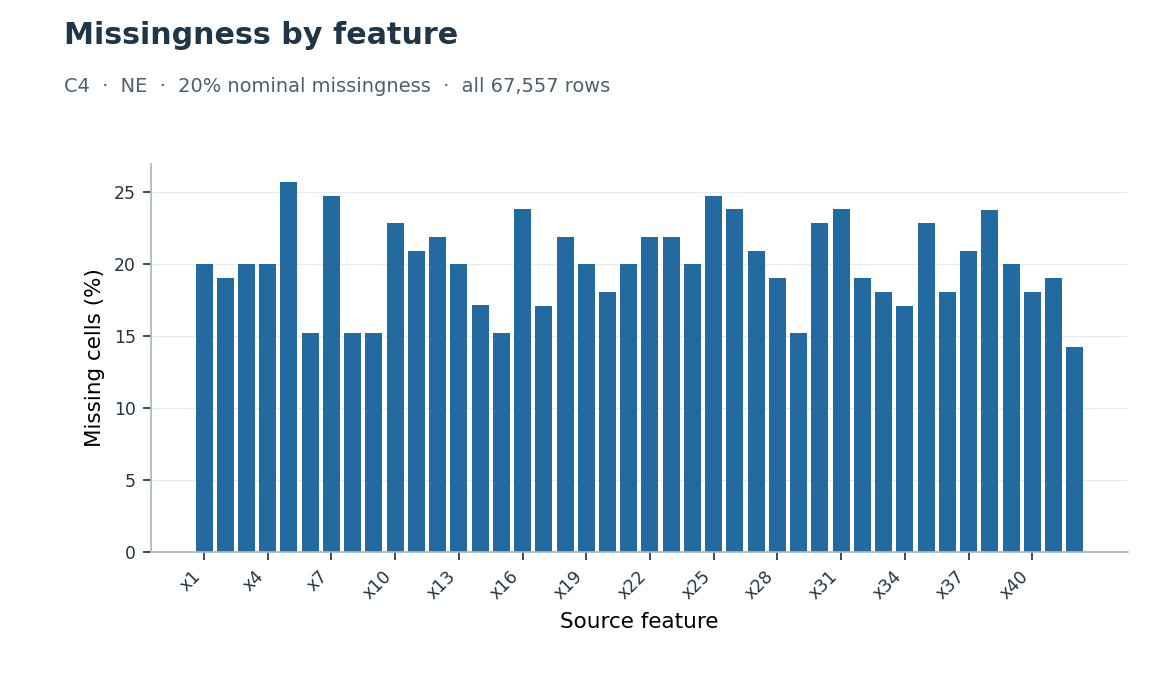 Missingness by feature
C4 · NE · 20% nominal missingness · all 67,557 rows
Missing cells (%)
25
20
15
10
5
0
x1 x4 x7 x10 x13 x16 x19 x22 x25 x28 x31 x34 x37 x40
Source feature